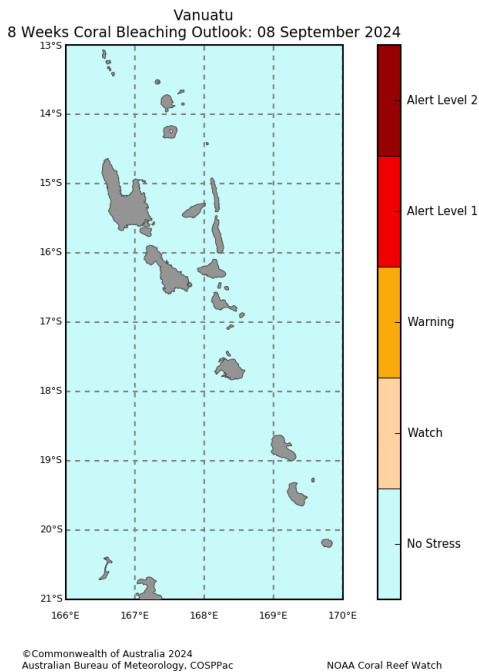 Vanuatu
8 Weeks Coral Bleaching Outlook: 08 September 2024
13°S
14°S
15°S
16°S
17°S
18°S
19°S
20°S
21°S
166°E 167°E 168°E 169°E 170°E
Alert Level 2
Alert Level 1
Warning
Watch
No Stress
©Commonwealth of Australia 2024
Australian Bureau of Meteorology, COSPPac
NOAA Coral Reef Watch